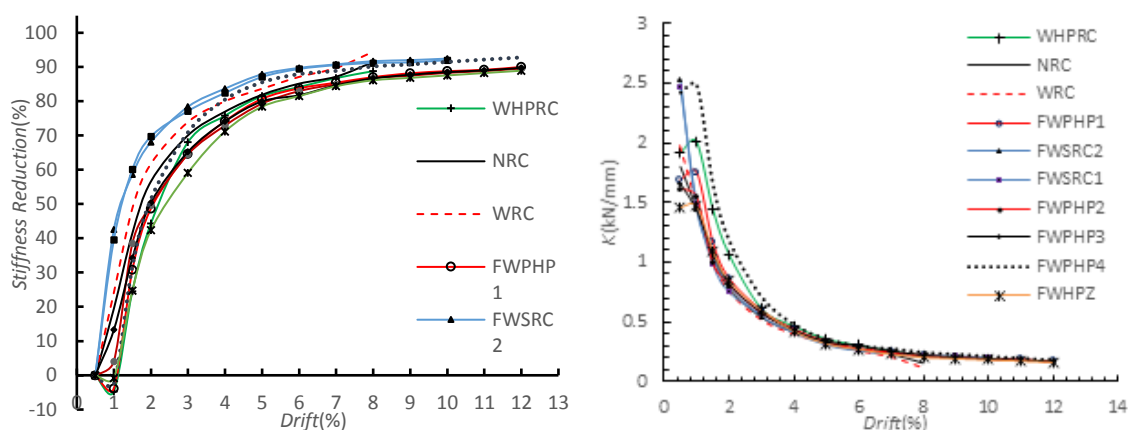 100
90
80
70
60
50
40
30
20
10
0
-10
Stiffness Reduction(%)
0 1 2 3 4 5 6 7 8 9 10 11 12 13
Drift(%)
WHPRC
NRC
WRC
FWPHP
1
FWSRC
2
3
2.5
2
1.5
1
0.5
0
K(kN/mm)
0 2 4 6 8 10 12
Drift(%)
WHPRC
NRC
WRC
FWPHP1
FWSRC2
FWSRC1
FWPHP2
FWPHP3
FWPHP4
FWHPZ